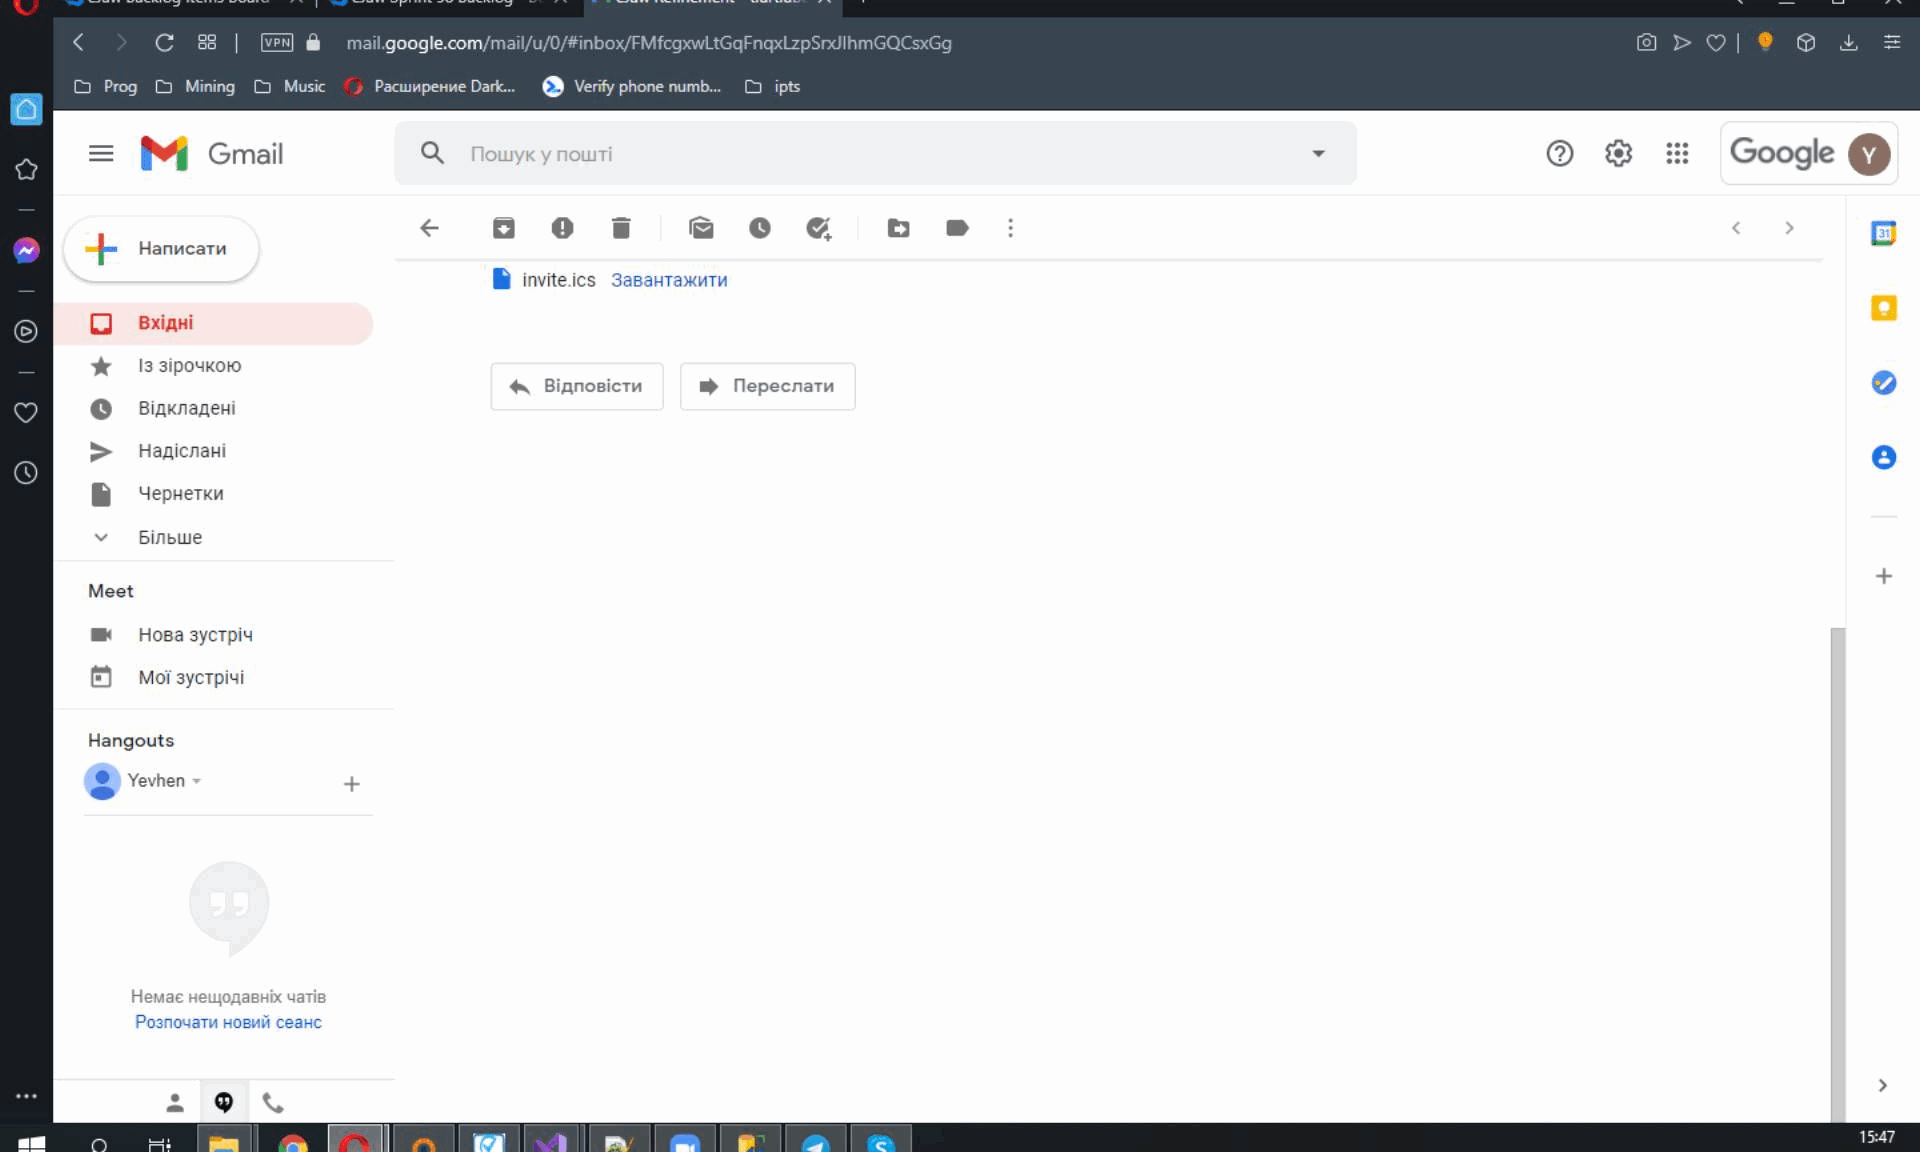 VPN
mail.google.com/mail/u/0/#inbox/FMfcgxwLtGqFnqxLzpSrxJlhmGQCsxGg
Prog
Mining
Music
Расширение Dark...
Verify phone numb...
ipts
Gmail
Пошук у пошті
Google
Y
Написати
31
invite.ics Завантажити
Вхідні
Із зірочкою
Відповісти
Переслати
Відкладені
Надіслані
Чернетки
Більше
Meet
Нова зустріч
Мої зустрічі
Hangouts
Yevhen
Немає нещодавніх чатів
Розпочати новий сеанс
15:47